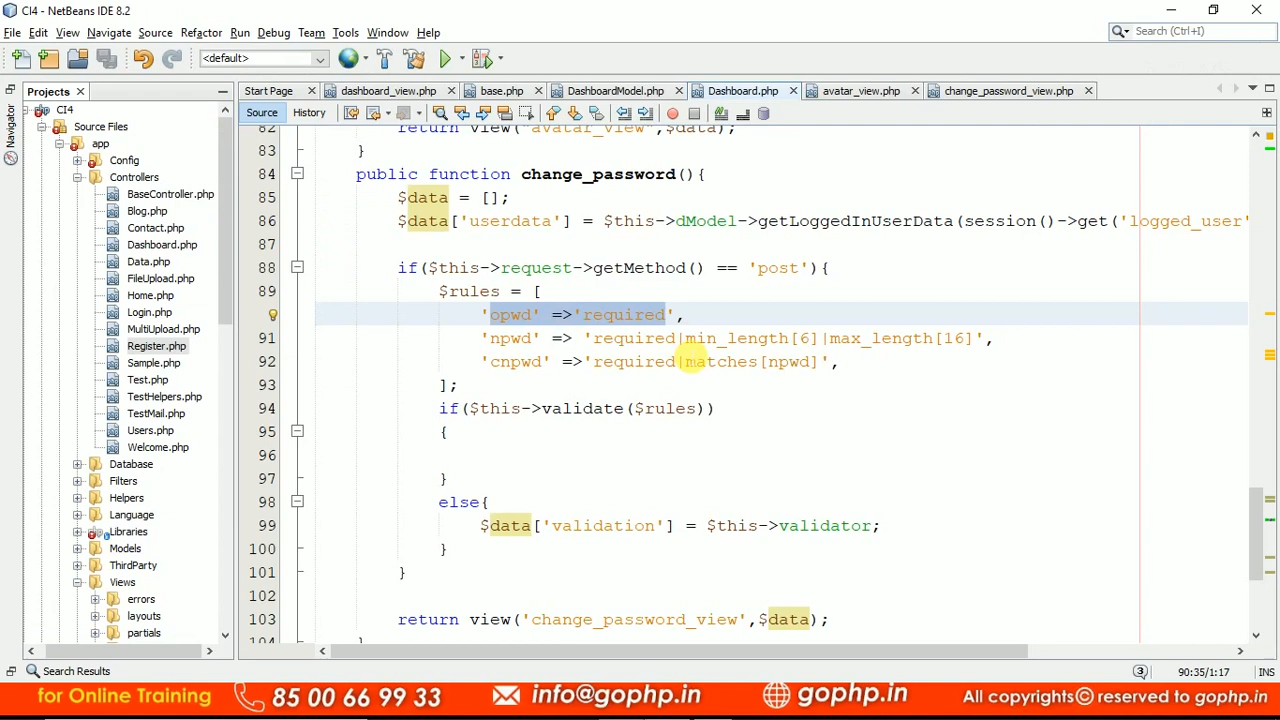 CI4 - NetBeans IDE 8.2
File Edit View Navigate Source Refactor Run Debug Team Tools Window Help
Search (Ctrl+I)
<default>
Projects
Start Page
dashboard_view.php
base.php
DashboardModel.php
Dashboard.php
avatar_view.php
change_password_view.php
Navigator
Source History
CI4
Source Files
app
Config
Controllers
BaseController.php
Blog.php
Contact.php
Dashboard.php
Data.php
FileUpload.php
Home.php
Login.php
MultiUpload.php
Register.php
Sample.php
Test.php
TestHelpers.php
TestMail.php
Users.php
Welcome.php
Database
Filters
Helpers
Language
Libraries
Models
ThirdParty
Views
errors
layouts
partials
82 return view("avatar_view",$data);
83 }
84 public function change_password(){
85 $data = [];
86 $data['userdata'] = $this->dModel->getLoggedInUserData(session()->get('logged_user'
87
88 if($this->request->getMethod() == 'post'){
89 $rules = [
'opwd' =>'required',
91 'npwd' => 'required|min_length[6]|max_length[16]',
92 'cnpwd' =>'required|matches[npwd]',
93 ];
94 if($this->validate($rules))
95 {
96
97 }
98 else{
99 $data['validation'] = $this->validator;
100 }
101 }
102
103 return view('change_password_view',$data);
104 }
Search Results
3
90:35/1:17
INS
for Online Training 85 00 66 99 33 info@gophp.in gophp.in All copyrights© reserved to gophp.in